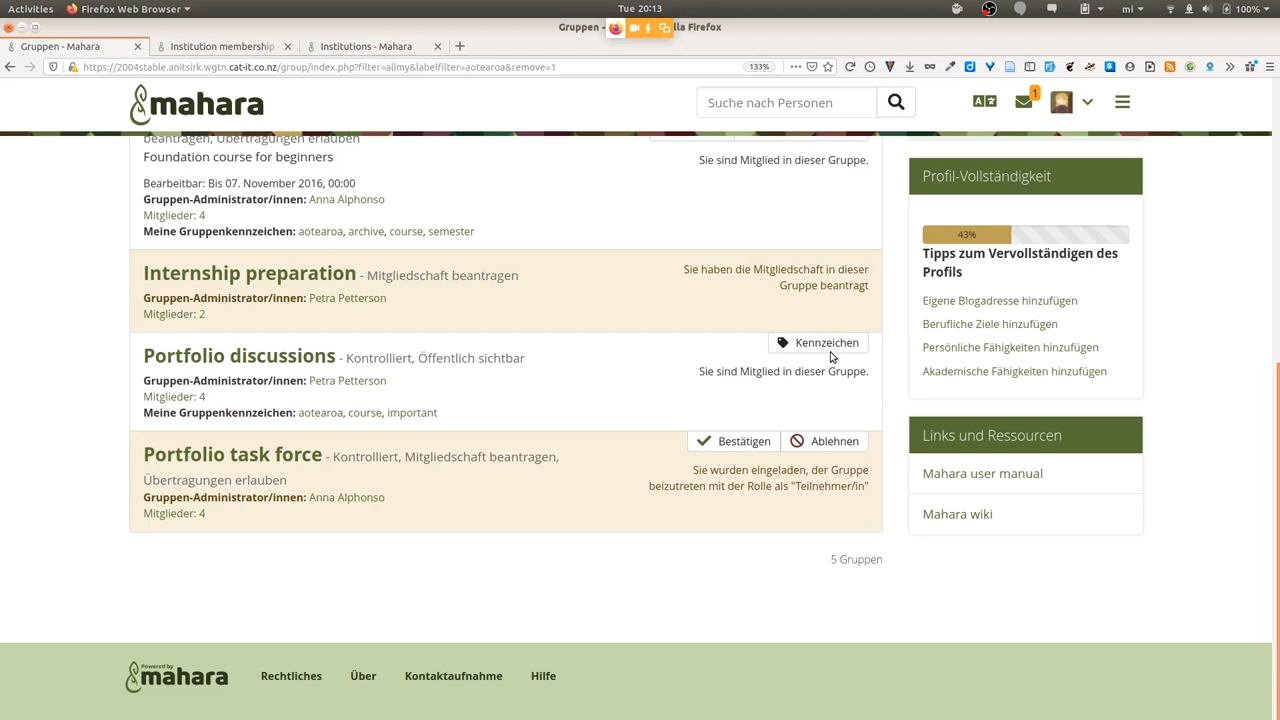 Activities
Firefox Web Browser
Tue 20:13
mi
100%
Gruppen - 
lla Firefox
Gruppen - Mahara
Institution membership
Institutions - Mahara
https://2004stable.anitsirk.wgtn.cat-it.co.nz/group/index.php?filter=allmy&labelfilter=aotearoa&remove=1
133%
mahara
Suche nach Personen
1
beantragen, Übertragungen erlauben
Foundation course for beginners
Sie sind Mitglied in dieser Gruppe.
Bearbeitbar: Bis 07. November 2016, 00:00
Gruppen-Administrator/innen: Anna Alphonso
Mitglieder: 4
Meine Gruppenkennzeichen: aotearoa, archive, course, semester
Internship preparation - Mitgliedschaft beantragen
Sie haben die Mitgliedschaft in dieser
Gruppe beantragt
Gruppen-Administrator/innen: Petra Petterson
Mitglieder: 2
Kennzeichen
Portfolio discussions - Kontrolliert, Öffentlich sichtbar
Sie sind Mitglied in dieser Gruppe.
Gruppen-Administrator/innen: Petra Petterson
Mitglieder: 4
Meine Gruppenkennzeichen: aotearoa, course, important
Bestätigen
Ablehnen
Portfolio task force - Kontrolliert, Mitgliedschaft beantragen,
Übertragungen erlauben
Sie wurden eingeladen, der Gruppe
beizutreten mit der Rolle als "Teilnehmer/in"
Gruppen-Administrator/innen: Anna Alphonso
Mitglieder: 4
5 Gruppen
Profil-Vollständigkeit
43%
Tipps zum Vervollständigen des
Profils
Eigene Blogadresse hinzufügen
Berufliche Ziele hinzufügen
Persönliche Fähigkeiten hinzufügen
Akademische Fähigkeiten hinzufügen
Links und Ressourcen
Mahara user manual
Mahara wiki
Powered by
mahara
Rechtliches
Über
Kontaktaufnahme
Hilfe